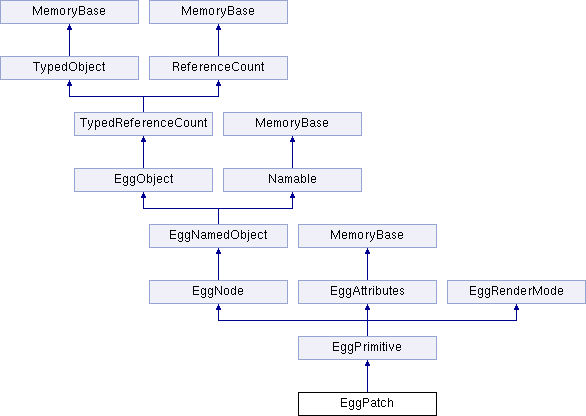 MemoryBase MemoryBase
TypedObject ReferenceCount
TypedReferenceCount MemoryBase
EggObject Namable
EggNamedObject MemoryBase
EggNode EggAttributes EggRenderMode
EggPrimitive
EggPatch